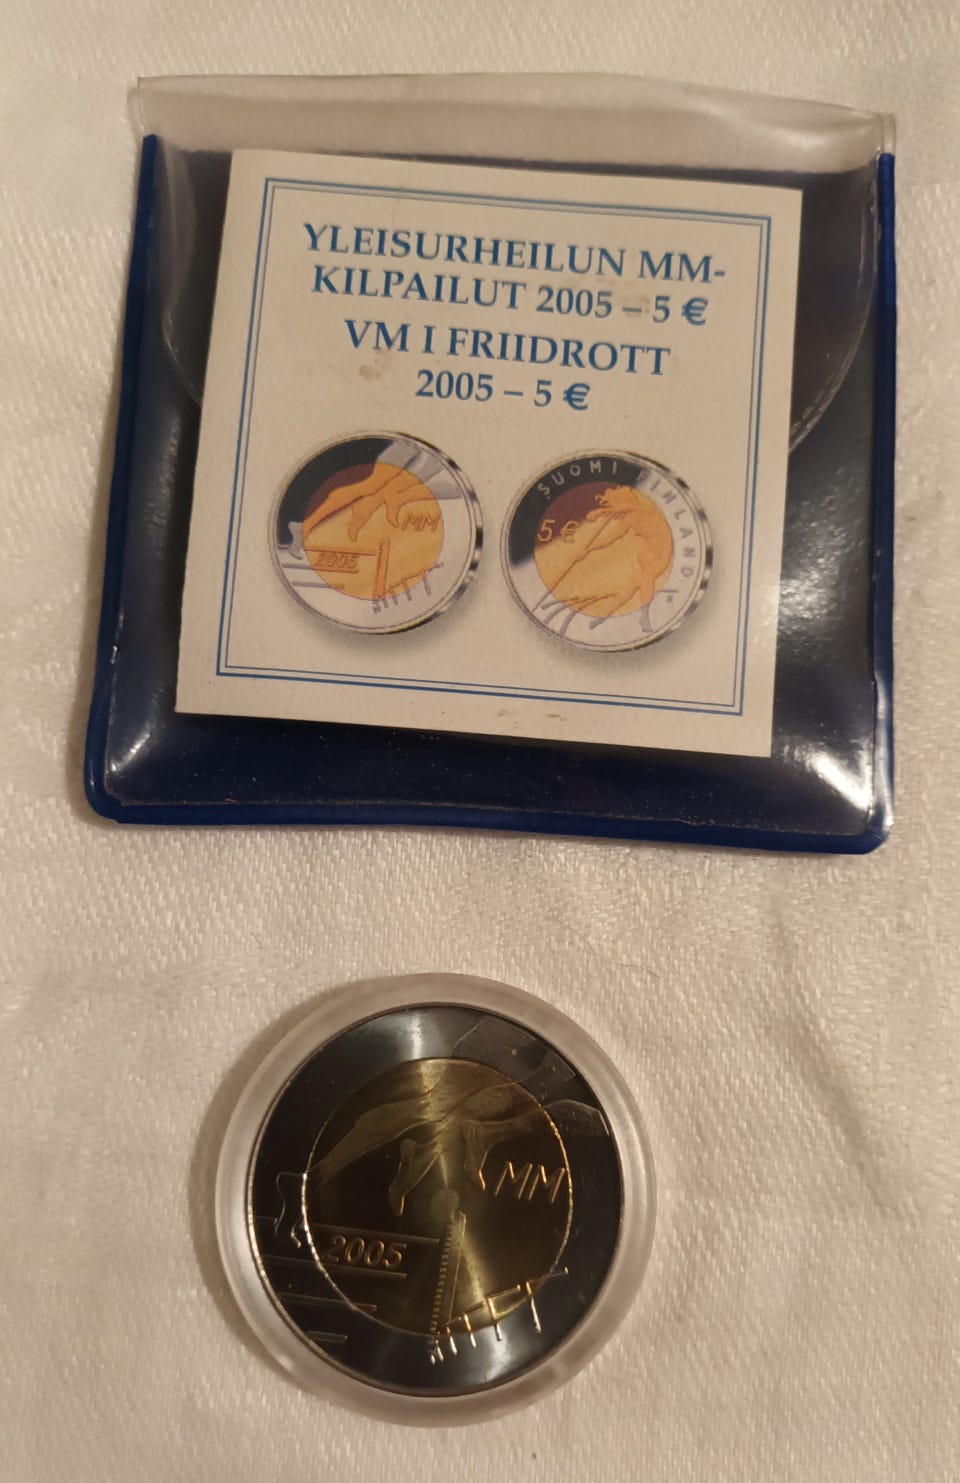 YLEISURHEILUN MM-
KILPAILUT 2005 – 5 €
VM I FRIIDROTT
2005 – 5 €
MM
2005
SUOMI FINLAND
5 €
MM
2005